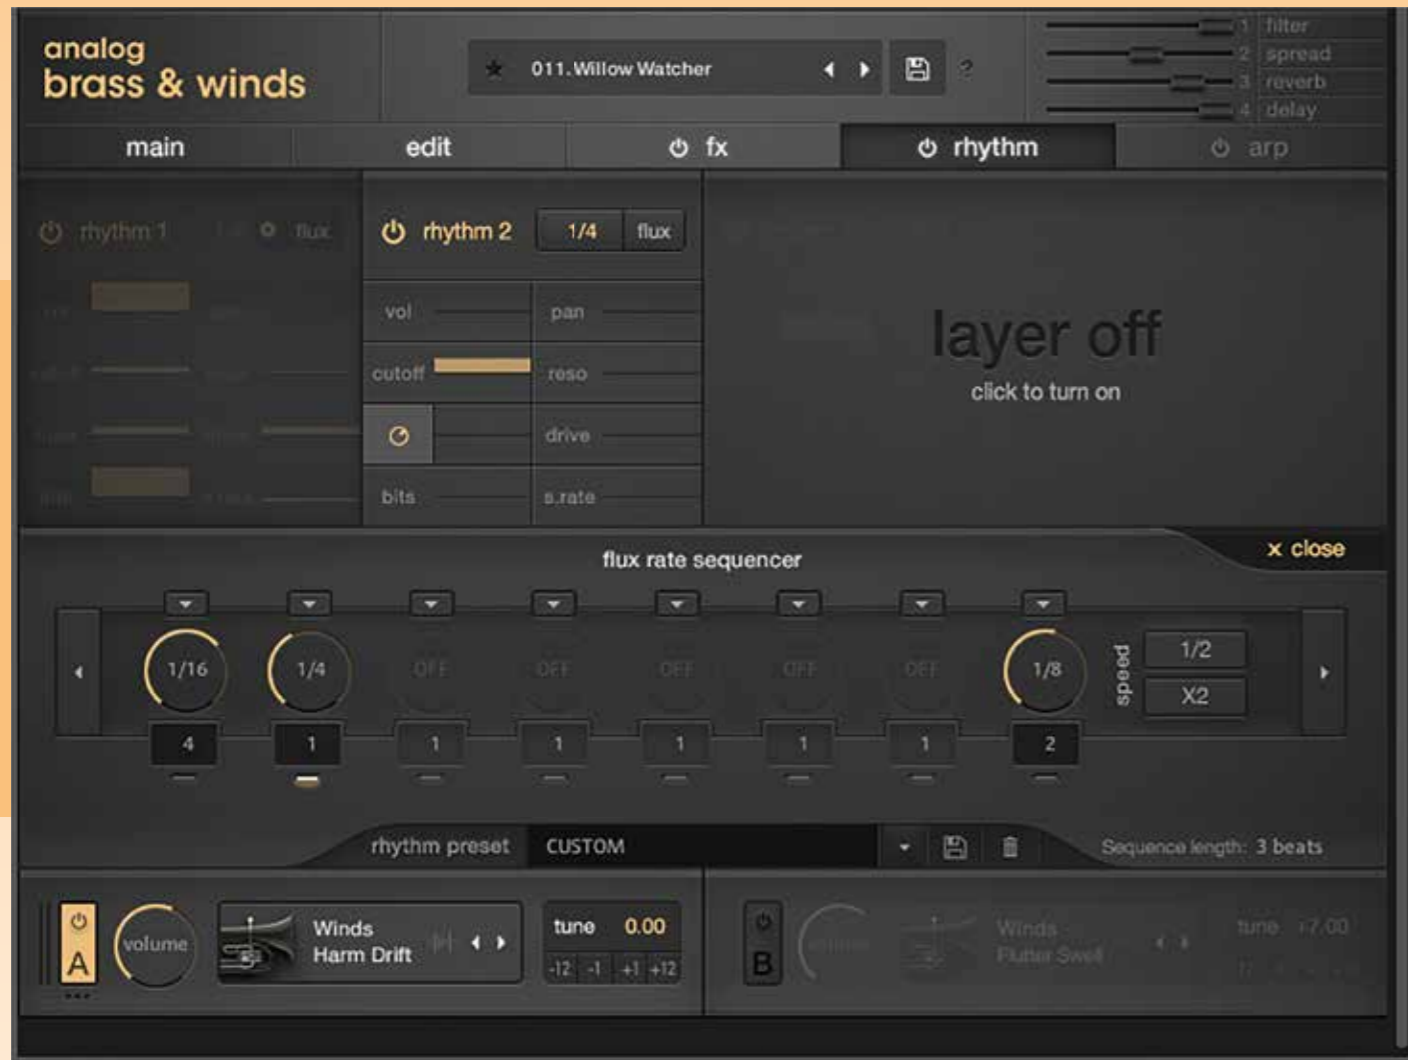 analog
brass & winds
011.Willow Watcher
?
1 filter
2 spread
3 reverb
4 delay
main
edit
fx
rhythm
arp
rhythm 1
flux
rhythm 2
1/4
flux
vol
pan
cutoff
reso
drive
bits
s.rate
layer off
click to turn on
flux rate sequencer
x close
1/16
1/4
OFF
OFF
OFF
OFF
OFF
1/8
4
1
1
1
1
1
1
2
speed
1/2
X2
rhythm preset
CUSTOM
Sequence length: 3 beats
A
volume
Winds
Harm Drift
tune 0.00
-12 -1 +1 +12
B
Winds
Flutter Swell
tune +7.00